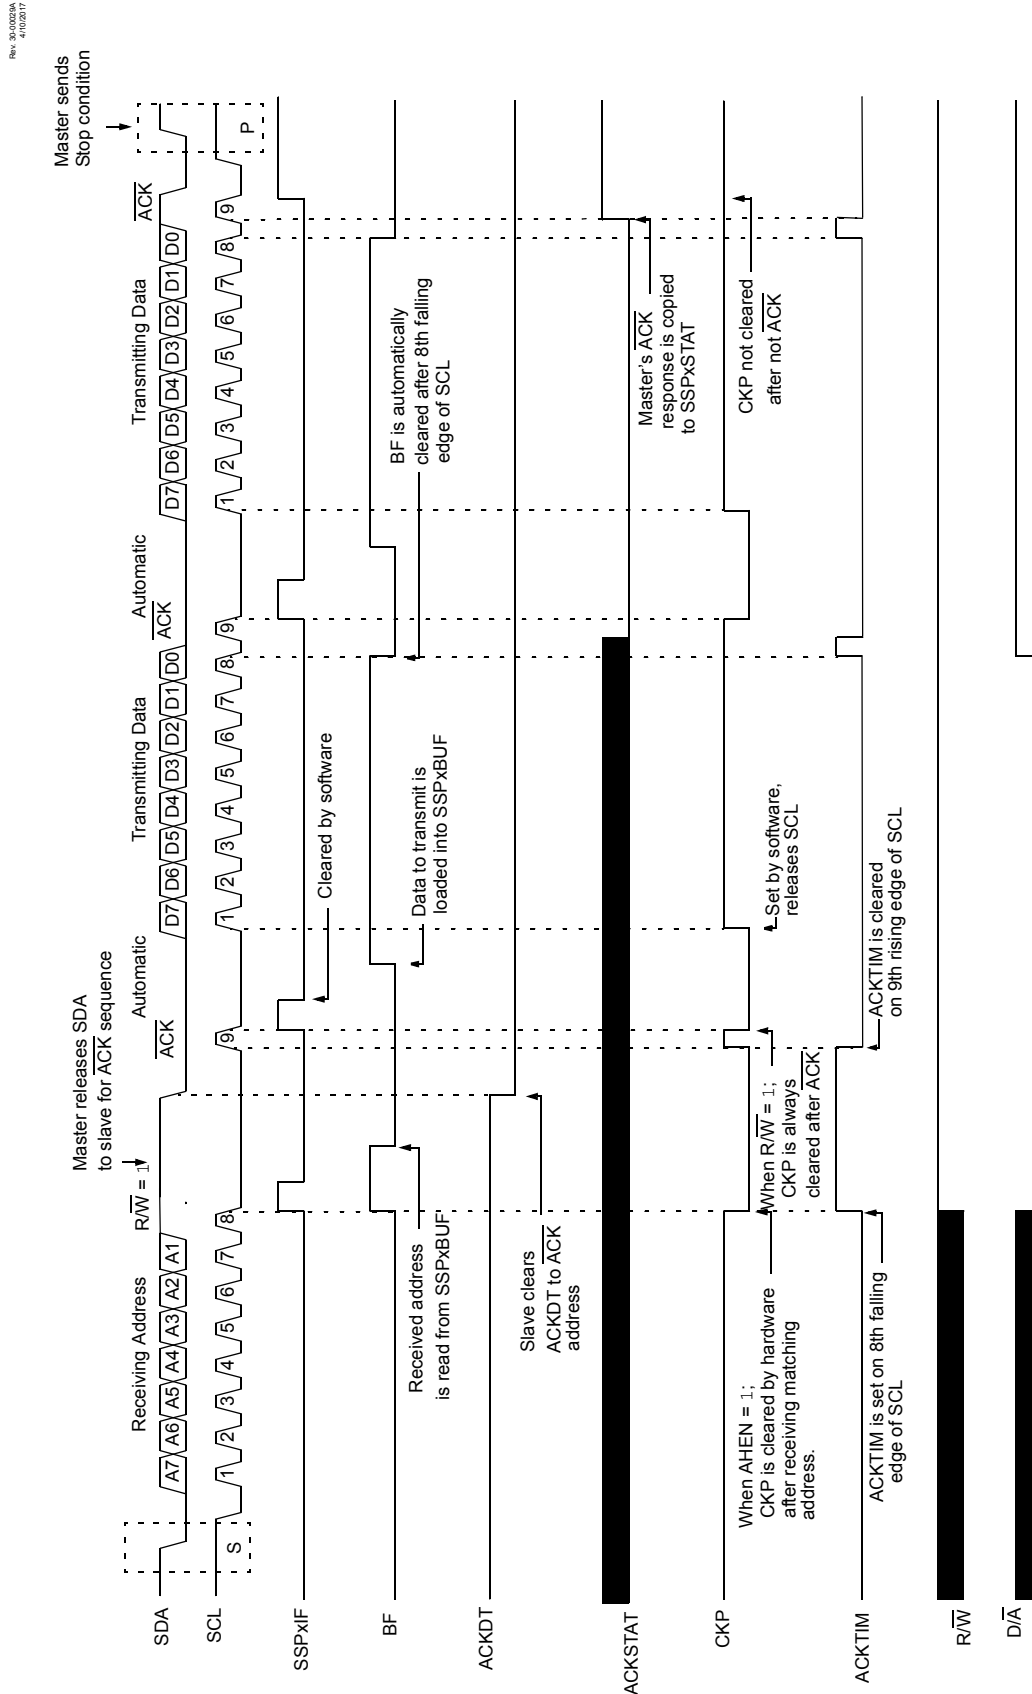 Rev. 30-000029A
4/10/2017
Master releases SDA
to slave for ACK sequence
Master sends
Stop condition
Receiving Address
R/W = 1
ACK
Automatic
Transmitting Data
ACK
Automatic
Transmitting Data
ACK
SDA
A7 A6 A5 A4 A3 A2 A1
D7 D6 D5 D4 D3 D2 D1 D0
D7 D6 D5 D4 D3 D2 D1 D0
SCL
S
1 2 3 4 5 6 7 8 9
1 2 3 4 5 6 7 8 9
1 2 3 4 5 6 7 8 9
P
SSPxIF
Cleared by software
BF
Received address
is read from SSPxBUF
Data to transmit is
loaded into SSPxBUF
BF is automatically
cleared after 8th falling
edge of SCL
ACKDT
Slave clears
ACKDT to ACK
address
ACKSTAT
Master's ACK
response is copied
to SSPxSTAT
CKP
When AHEN = 1;
CKP is cleared by hardware
after receiving matching
address.
When R/W = 1;
CKP is always
cleared after ACK
Set by software,
releases SCL
CKP not cleared
after not ACK
ACKTIM
ACKTIM is set on 8th falling
edge of SCL
ACKTIM is cleared
on 9th rising edge of SCL
R/W
D/A